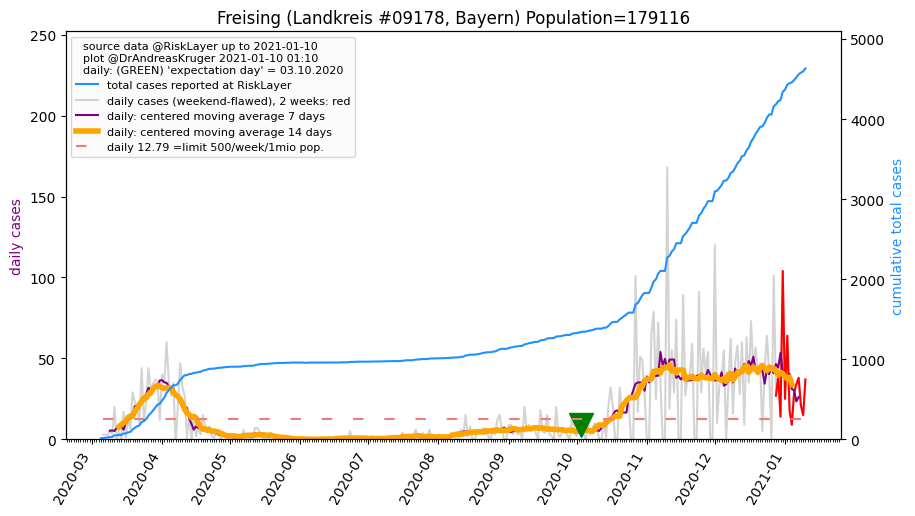 Freising (Landkreis #09178, Bayern) Population=179116
source data @RiskLayer up to 2021-01-10
plot @DrAndreasKruger 2021-01-10 01:10
daily: (GREEN) 'expectation day' = 03.10.2020
total cases reported at RiskLayer
daily cases (weekend-flawed), 2 weeks: red
daily: centered moving average 7 days
daily: centered moving average 14 days
daily 12.79 =limit 500/week/1mio pop.
daily cases
250
200
150
100
50
0
cumulative total cases
5000
4000
3000
2000
1000
0
2020-03
2020-04
2020-05
2020-06
2020-07
2020-08
2020-09
2020-10
2020-11
2020-12
2021-01